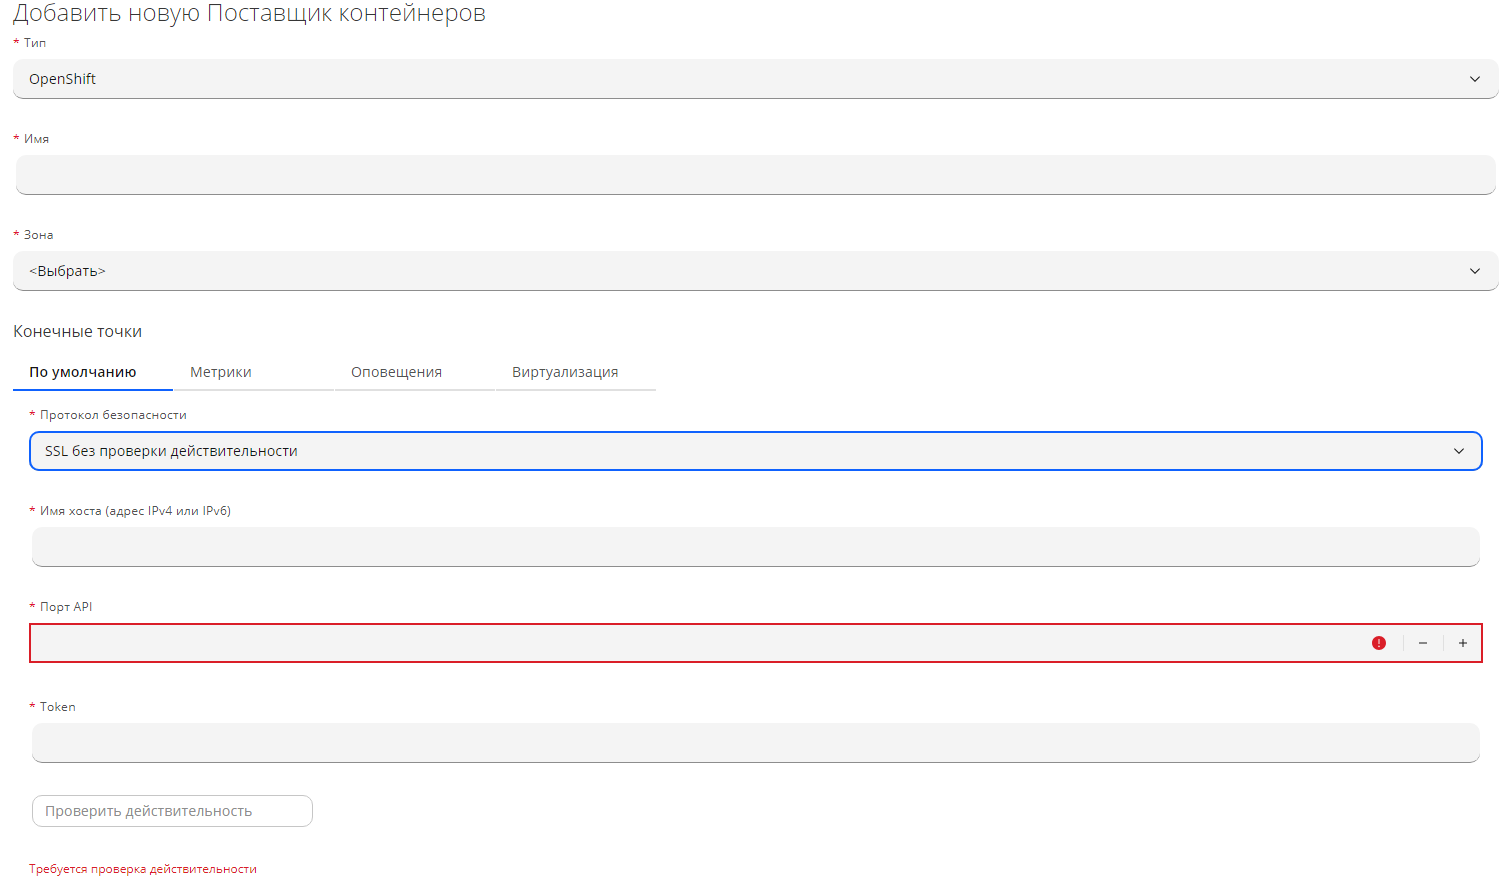 Добавить новую Поставщик контейнеров
* Тип
OpenShift
* Имя
* Зона
<Выбрать>
Конечные точки
По умолчанию Метрики Оповещения Виртуализация
* Протокол безопасности
SSL без проверки действительности
* Имя хоста (адрес IPv4 или IPv6)
* Порт API
* Token
Проверить действительность
Требуется проверка действительности